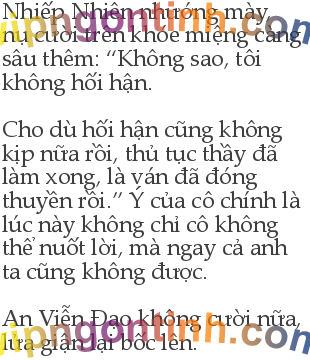 Nhiếp Nhiên nhướng mày,
nụ cười trên khóe miệng càng
sâu thêm: “Không sao, tôi
không hối hận.
Cho dù hối hận cũng không
kịp nữa rồi, thủ tục thầy đã
làm xong, là ván đã đóng
thuyền rồi.” Ý của cô chính là
lúc này không chỉ cô không
thể nuốt lời, mà ngay cả anh
ta cũng không được.
An Viễn Đạo không cười nữa,
lửa giận lại bốc lên.
vipngontinh.com
vipngontinh.com